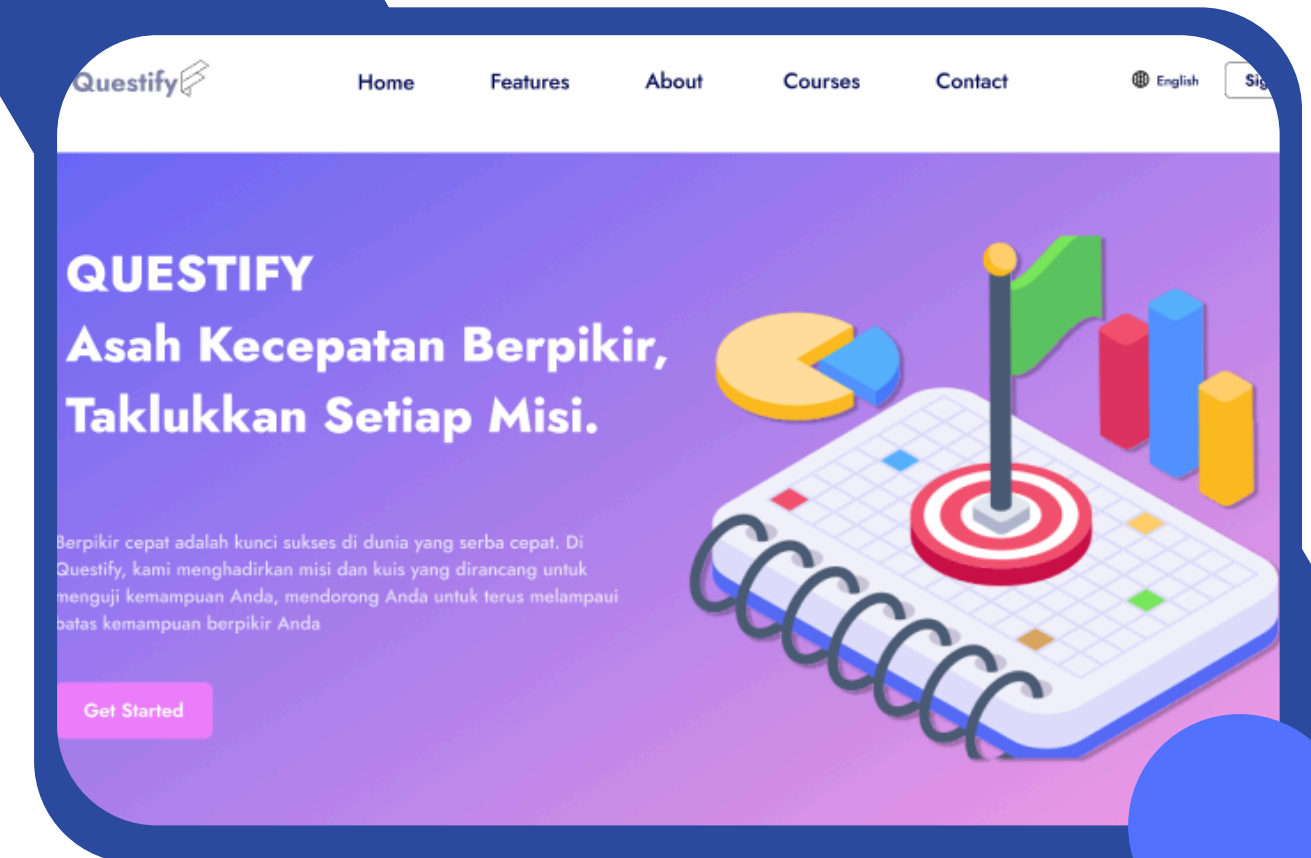 Questify
Home Features About Courses Contact English
QUESTIFY
Asah Kecepatan Berpikir,
Taklukkan Setiap Misi.
Berpikir cepat adalah kunci sukses di dunia yang serba cepat. Di
Questify, kami menghadirkan misi dan kuis yang dirancang untuk
menguji kemampuan Anda, mendorong Anda untuk terus melampaui
batas kemampuan berpikir Anda
Get Started